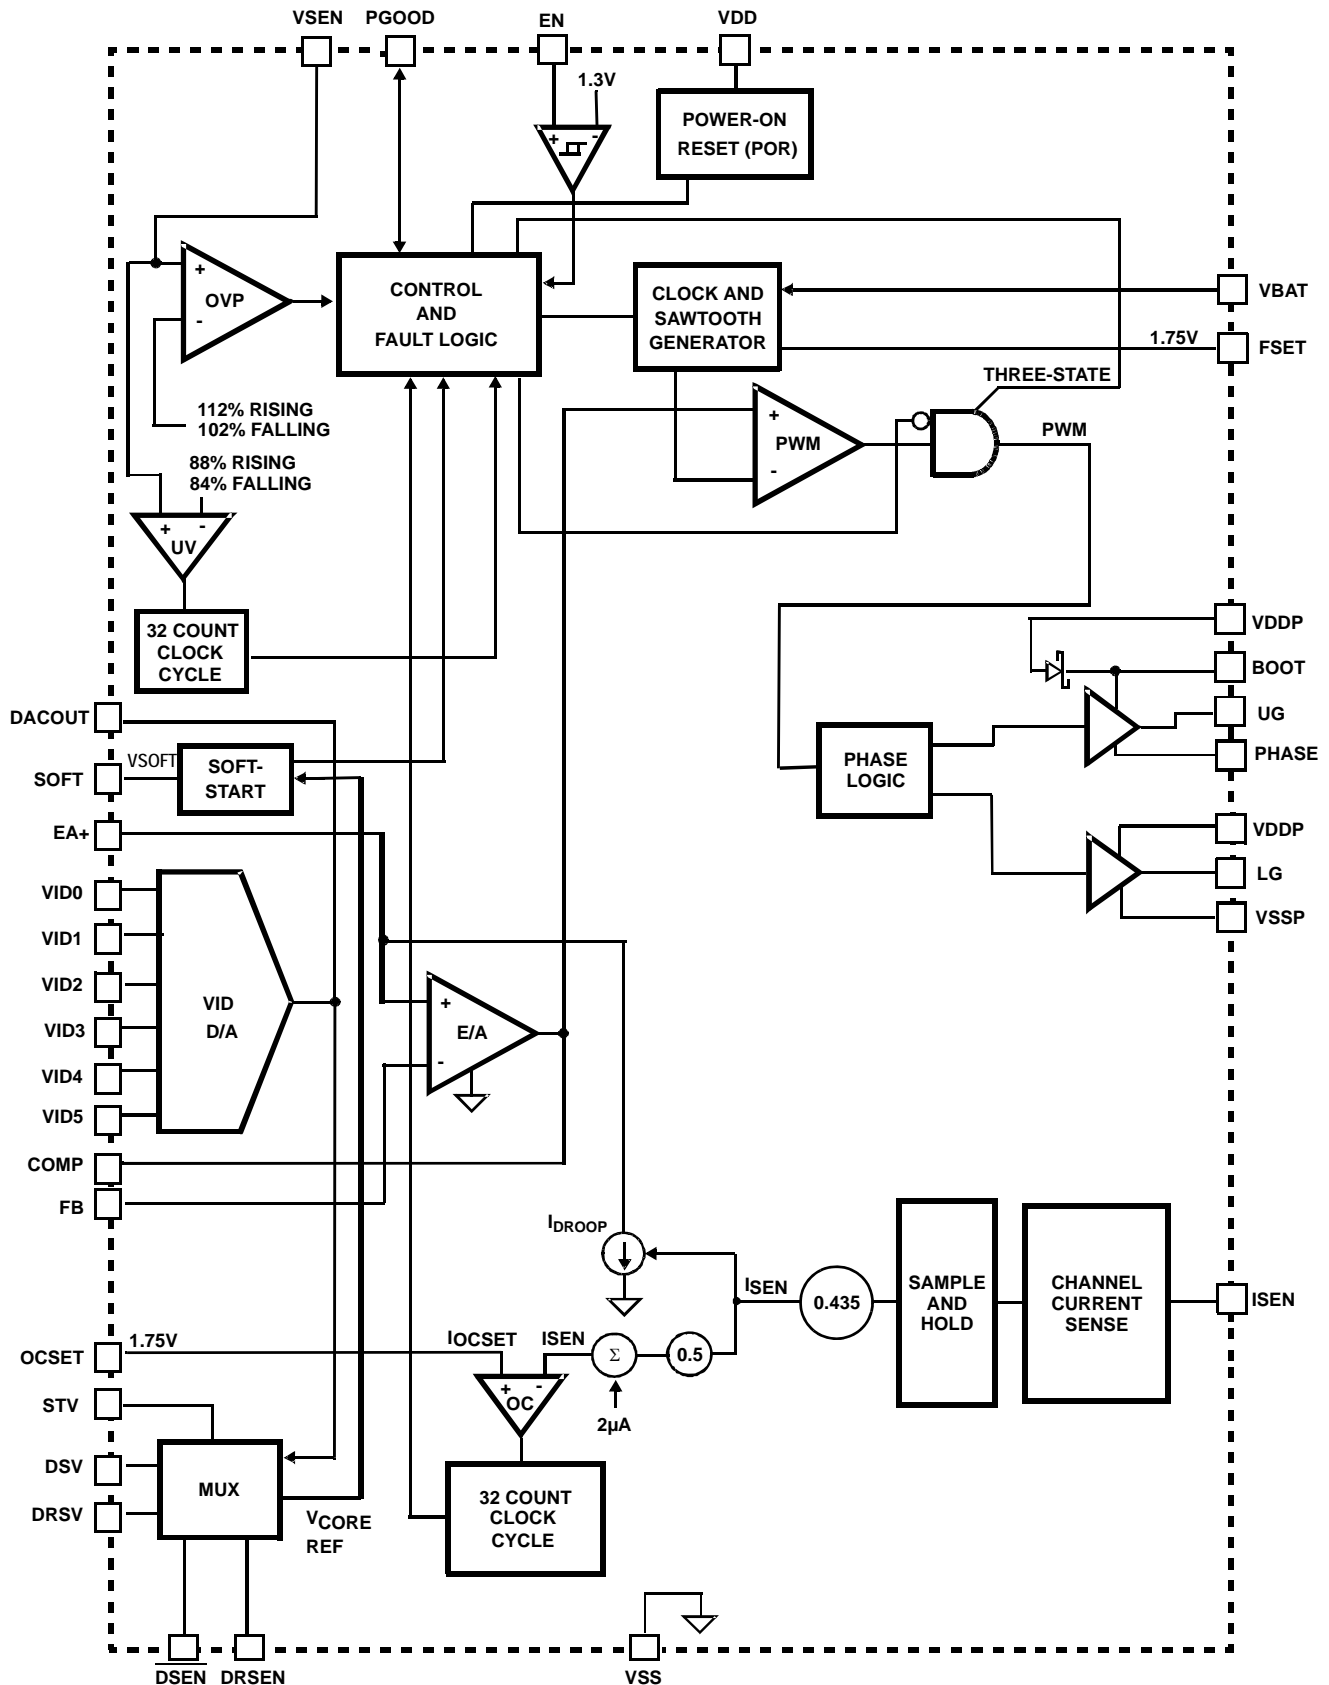 VSEN
PGOOD
EN
VDD
1.3V
+ -
POWER-ON
RESET (POR)
+
OVP
-
CONTROL
AND
FAULT LOGIC
CLOCK AND
SAWTOOTH
GENERATOR
VBAT
1.75V
FSET
THREE-STATE
112% RISING
102% FALLING
88% RISING
84% FALLING
+
PWM
-
PWM
+ -
UV
32 COUNT
CLOCK
CYCLE
VDDP
BOOT
UG
PHASE
DACOUT
VSOFT
SOFT
SOFT-
START
PHASE
LOGIC
EA+
VDDP
LG
VSSP
VID0
VID1
VID2
VID3
VID4
VID5
VID
D/A
+
E/A
-
COMP
FB
IDROOP
ISEN
0.435
SAMPLE
AND
HOLD
CHANNEL
CURRENT
SENSE
ISEN
1.75V
OCSET
IOCSET
ISEN
Σ
0.5
2µA
+ -
OC
STV
DSV
DRSV
MUX
VCORE
REF
32 COUNT
CLOCK
CYCLE
DSEN
DRSEN
VSS